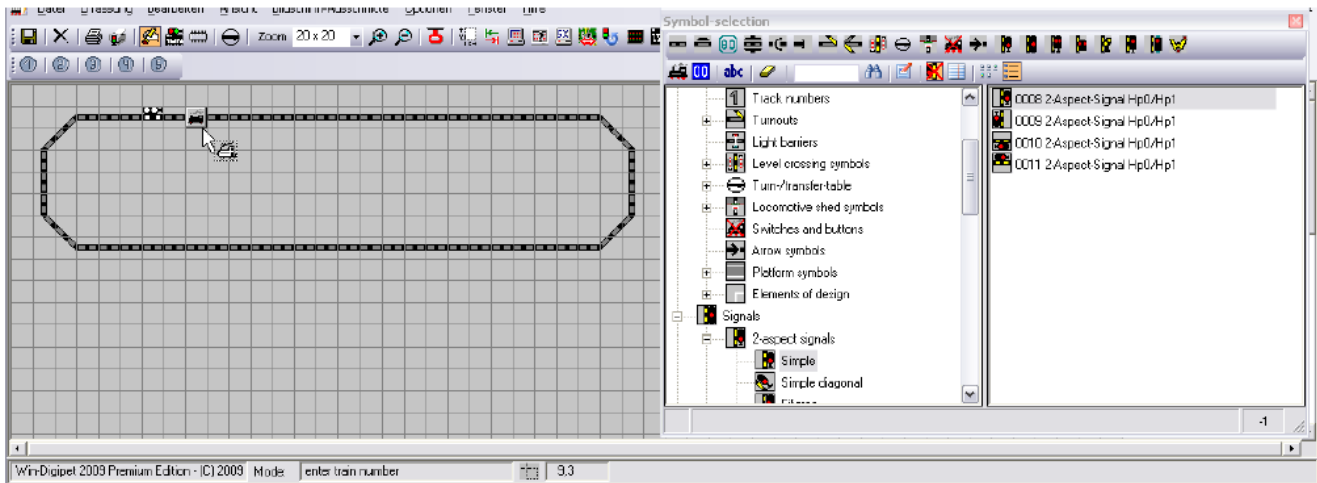 Symbol-selection
Zoom 20 x 20
abc
Track numbers
Turnouts
Light barriers
Level crossing symbols
Turn-/transfer-table
Locomotive shed symbols
Switches and buttons
Arrow symbols
Platform symbols
Elements of design
Signals
2-aspect signals
Simple
Simple diagonal
0008 2-Aspect-Signal Hp0/Hp1
0009 2-Aspect-Signal Hp0/Hp1
0010 2-Aspect-Signal Hp0/Hp1
0011 2-Aspect-Signal Hp0/Hp1
-1
Win-Digipet 2009 Premium Edition - (C) 2009 Mode: enter train number 9.3